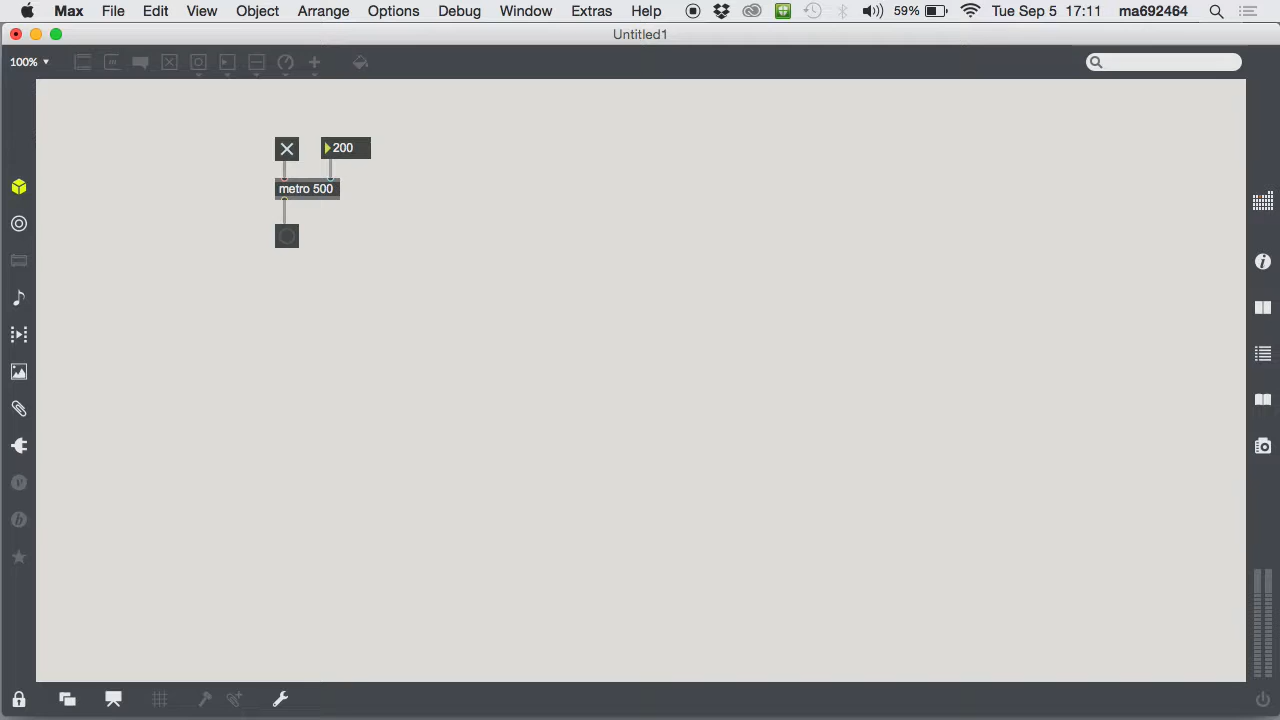 Max File Edit View Object Arrange Options Debug Window Extras Help 59% Tue Sep 5 17:11 ma692464
Untitled1
100%
200
metro 500